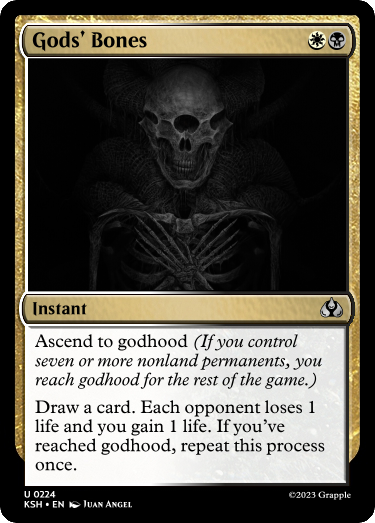 Gods' Bones
Instant
Ascend to godhood (If you control
seven or more nonland permanents, you
reach godhood for the rest of the game.)
Draw a card. Each opponent loses 1
life and you gain 1 life. If you've
reached godhood, repeat this process
once.
U 0224
KSH • EN Juan Angel
©2023 Grapple